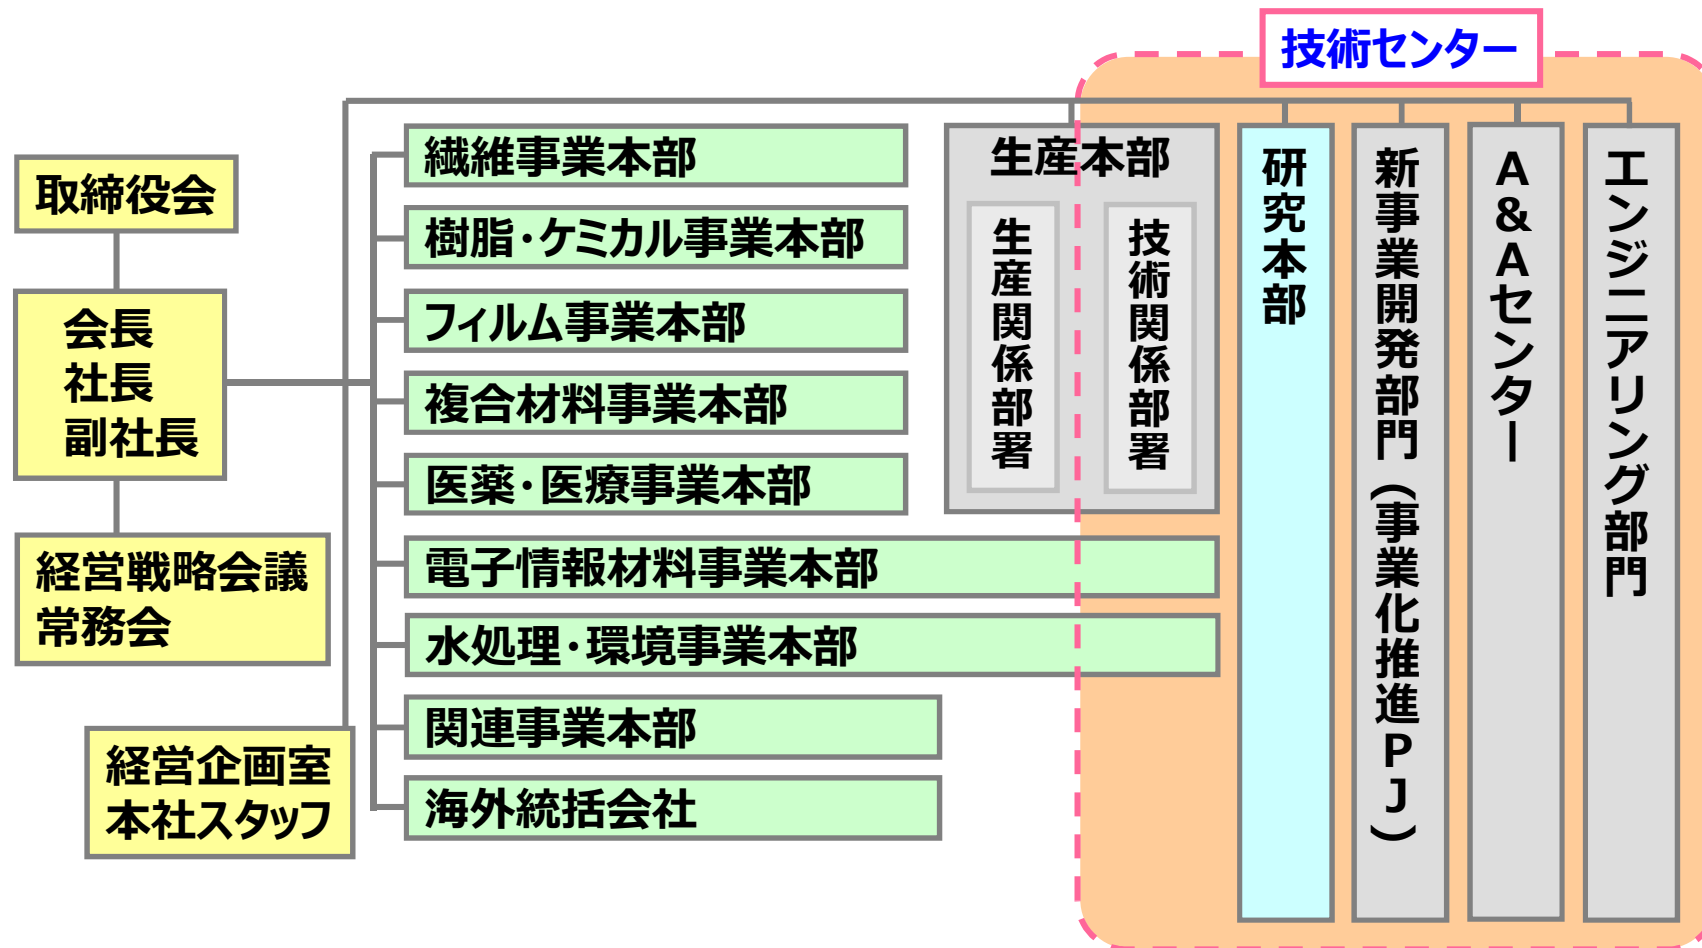 技術センター
取締役会
会長
社長
副社長
経営戦略会議
常務会
経営企画室
本社スタッフ
繊維事業本部
樹脂・ケミカル事業本部
フィルム事業本部
複合材料事業本部
医薬・医療事業本部
電子情報材料事業本部
水処理・環境事業本部
関連事業本部
海外統括会社
生産本部
生産関係部署
技術関係部署
研究本部
新事業開発部門(事業化推進PJ)
A&Aセンター
エンジニアリング部門